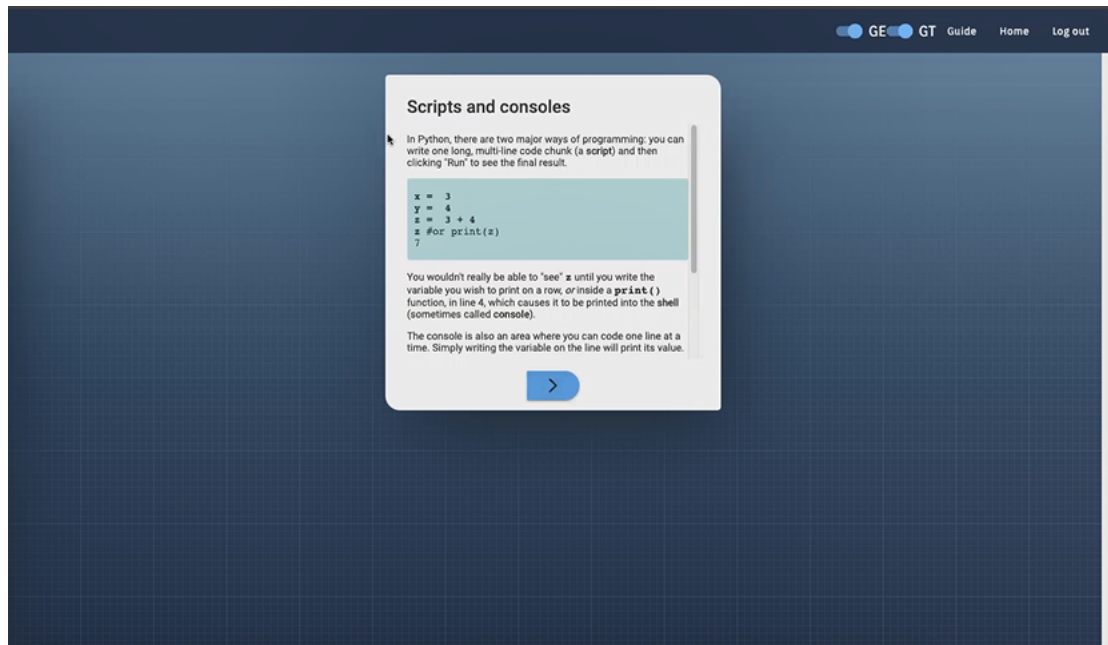 GE GT Guide Home Log out
Scripts and consoles
In Python, there are two major ways of programming: you can
write one long, multi-line code chunk (a script) and then
clicking "Run" to see the final result.
x = 3
y = 4
z = 3 + 4
z #or print(z)
7
You wouldn't really be able to "see" z until you write the
variable you wish to print on a row, or inside a print()
function, in line 4, which causes it to be printed into the shell
(sometimes called console).
The console is also an area where you can code one line at a
time. Simply writing the variable on the line will print its value.